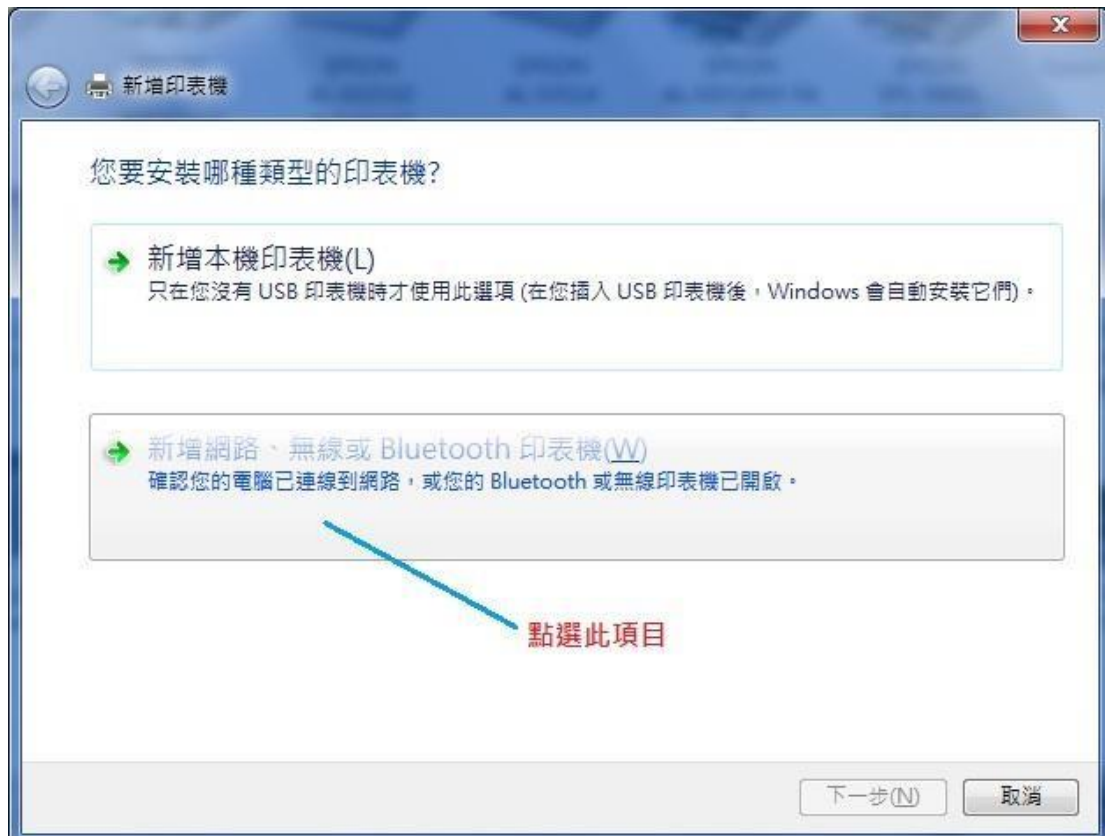 新增印表機
您要安裝哪種類型的印表機?
新增本機印表機(L)
只在您沒有 USB 印表機時才使用此選項 (在您插入 USB 印表機後，Windows 會自動安裝它們)。
新增網路、無線或 Bluetooth 印表機(W)
確認您的電腦已連線到網路，或您的 Bluetooth 或無線印表機已開啟。
點選此項目
下一步(N)
取消